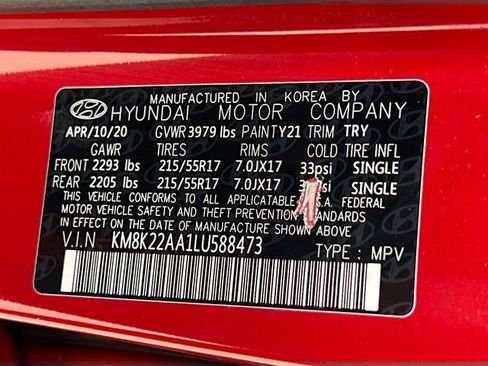 MANUFACTURED IN KOREA BY:
HYUNDAI MOTOR COMPANY
APR/10/20 GVWR 3979 lbs PAINTY21 TRIM TRY
GAWR TIRES RIMS COLD TIRE INFL
FRONT 2293 lbs 215/55R17 7.0JX17 33psi SINGLE
REAR 2205 lbs 215/55R17 7.0JX17 SINGLE
THIS VEHICLE CONFORMS TO ALL APPLICABLE U.S.A. FEDERAL
MOTOR VEHICLE SAFETY AND THEFT PREVENTION STANDARDS
IN EFFECT ON THE DATE OF MANUFACTURE SHOWN ABOVE.
V.I.N KM8K22AA1LU588473 TYPE : MPV